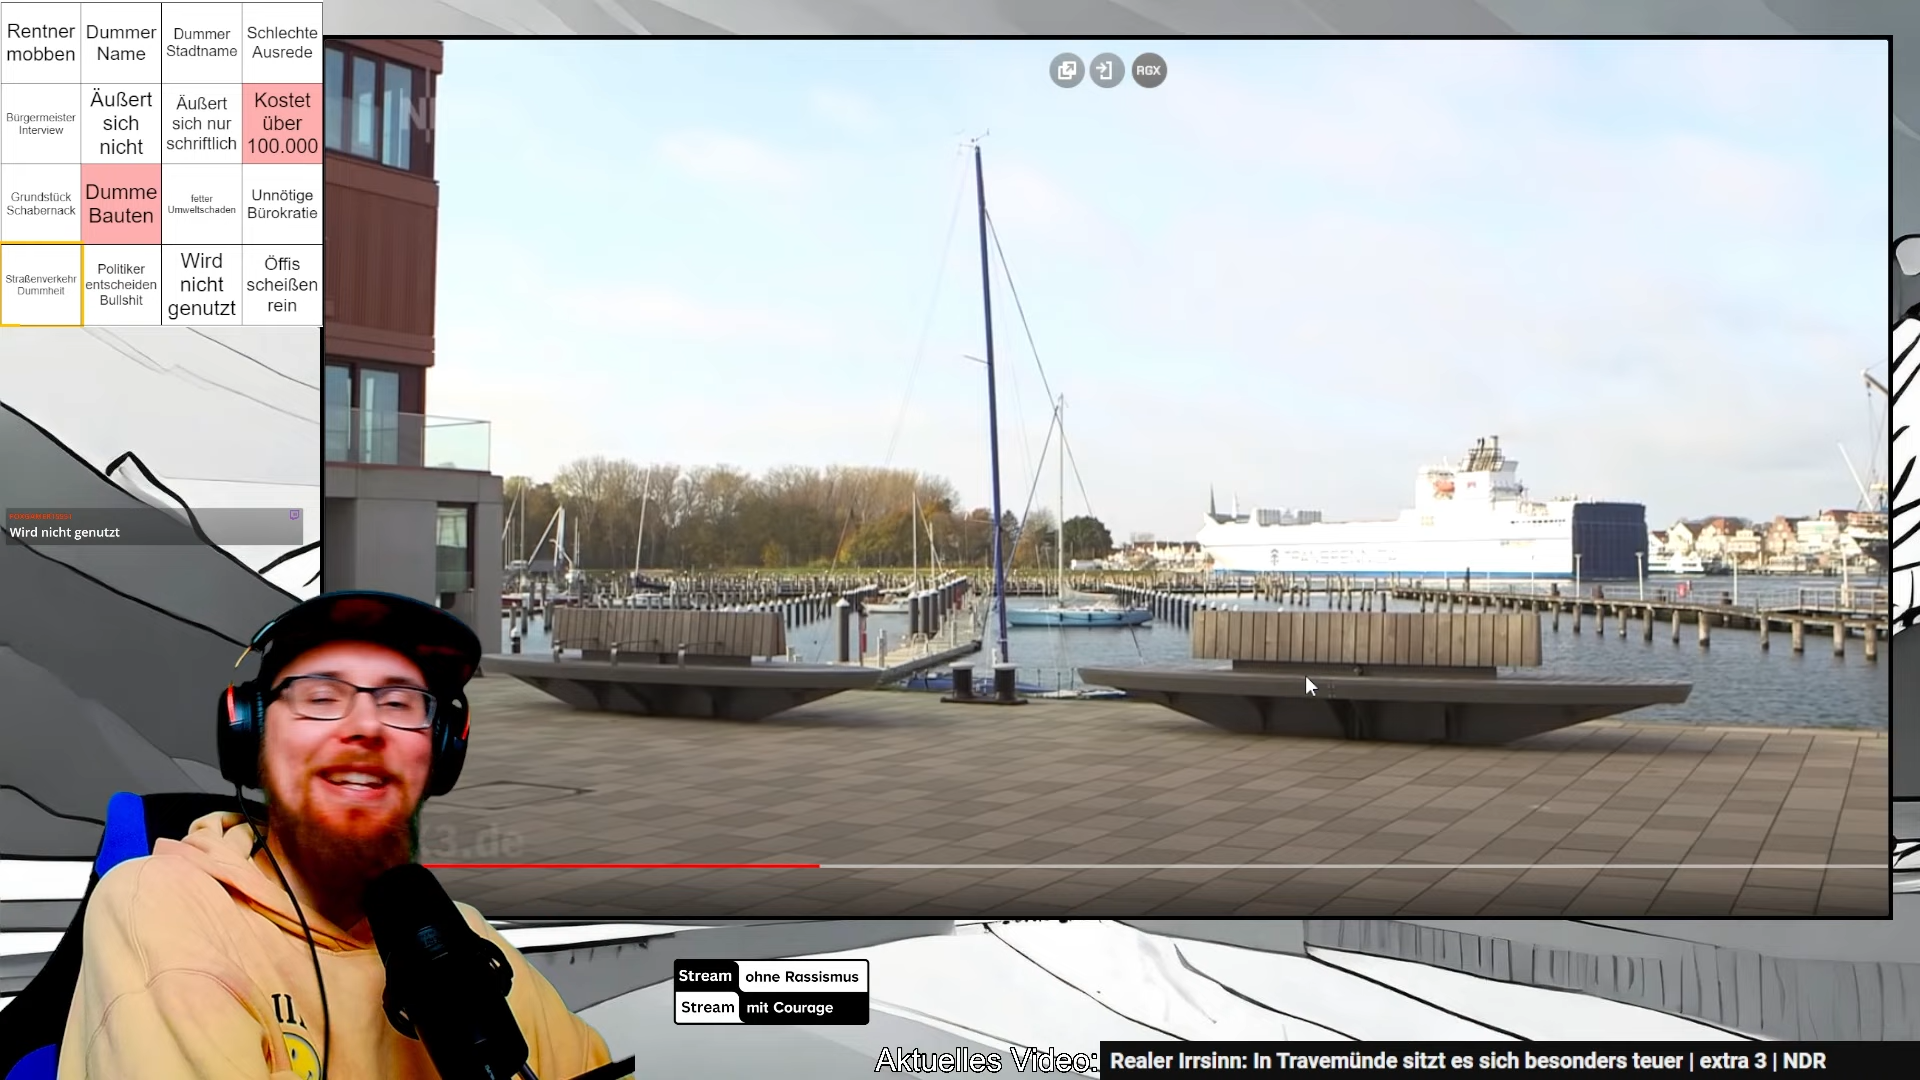 Rentner
mobben
Dummer
Name
Dummer
Stadtname
Schlechte
Ausrede
Bürgermeister
Interview
Äußert
sich
nicht
Äußert
sich nur
schriftlich
Kostet
über
100.000
Grundstück
Schabernack
Dumme
Bauten
fetter
Umweltschaden
Unnötige
Bürokratie
Straßenverkehr
Dummheit
Politiker
entscheiden
Bullshit
Wird
nicht
genutzt
Öffis
scheißen
rein
RGX
Wird nicht genutzt
3.de
Stream ohne Rassismus
Stream mit Courage
Aktuelles Video:
Realer Irrsinn: In Travemünde sitzt es sich besonders teuer | extra 3 | NDR